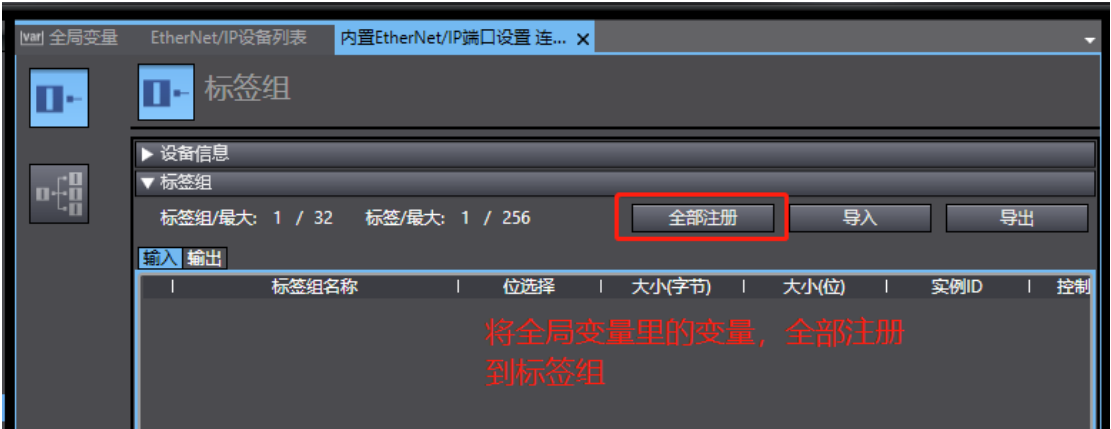 var 全局变量 EtherNet/IP设备列表 内置EtherNet/IP端口设置 连...
标签组
设备信息
标签组
标签组/最大: 1 / 32 标签/最大: 1 / 256 全部注册 导入 导出
输入 输出
标签组名称 位选择 大小(字节) 大小(位) 实例ID 控制
将全局变量里的变量，全部注册
到标签组